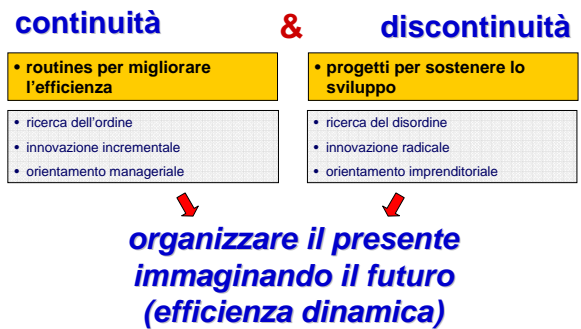 continuità & discontinuità
• routines per migliorare
l'efficienza
• progetti per sostenere lo
sviluppo
• ricerca dell'ordine
• innovazione incrementale
• orientamento manageriale
• ricerca del disordine
• innovazione radicale
• orientamento imprenditoriale
organizzare il presente
immaginando il futuro
(efficienza dinamica)